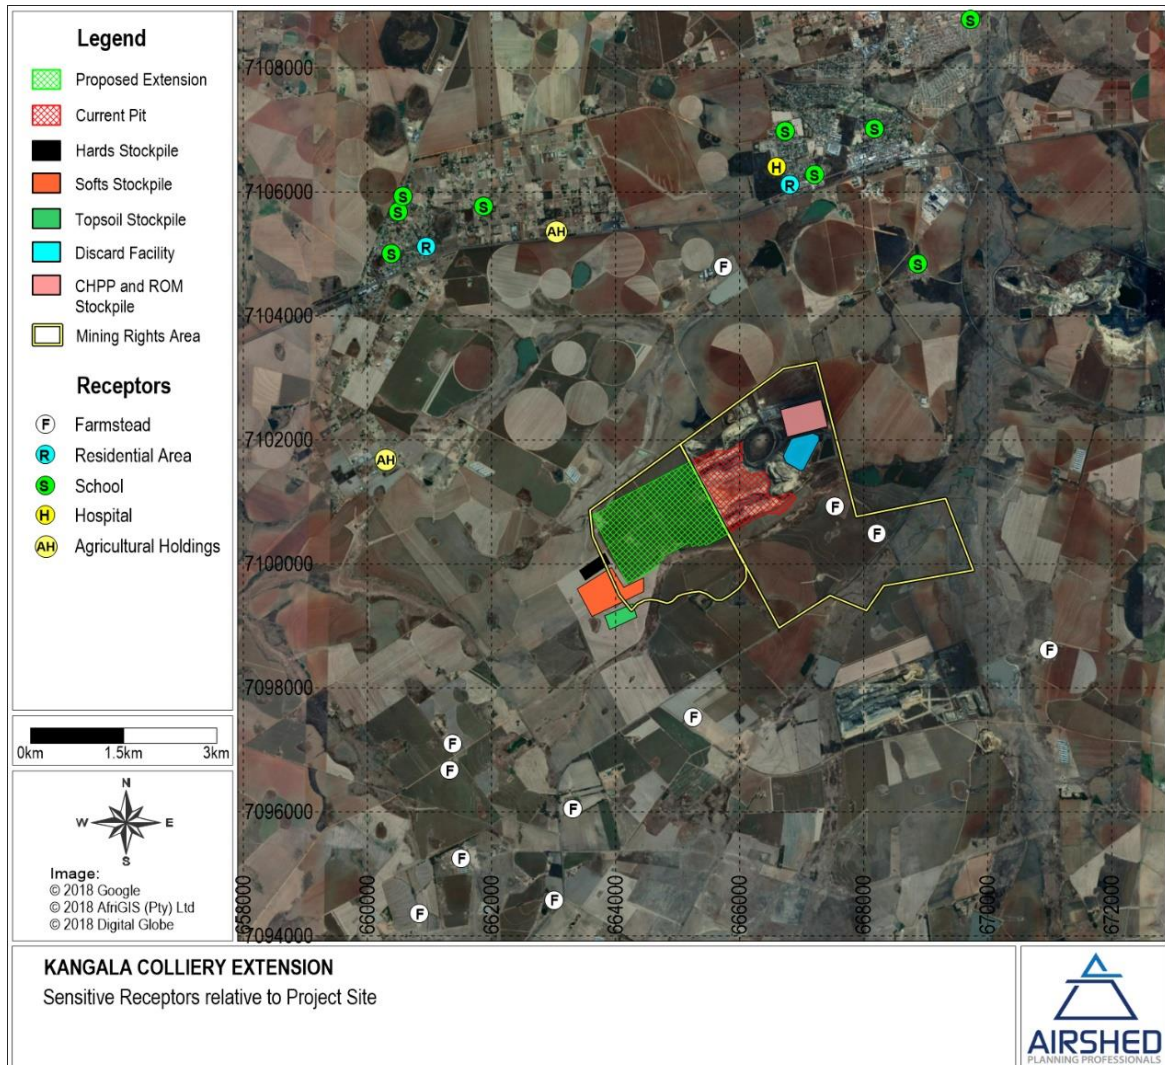 Legend
Proposed Extension
Current Pit
Hards Stockpile
Softs Stockpile
Topsoil Stockpile
Discard Facility
CHPP and ROM
Stockpile
Mining Rights Area
Receptors
F Farmstead
R Residential Area
S School
H Hospital
AH Agricultural Holdings
0km 1.5km 3km
N
W E
S
Image:
© 2018 Google
© 2018 AfriGIS (Pty) Ltd
© 2018 Digital Globe
S
7108000
S S
H S
R
7106000
S
S S
AH
S R
F S
7104000
7102000
AH
F
F
7100000
F
7098000
F
F
F
7096000
F
F
F
F
7094000
658000 660000 662000 664000 666000 668000 670000 672000
KANGALA COLLIERY EXTENSION
Sensitive Receptors relative to Project Site
AIRSHED
PLANNING PROFESSIONALS